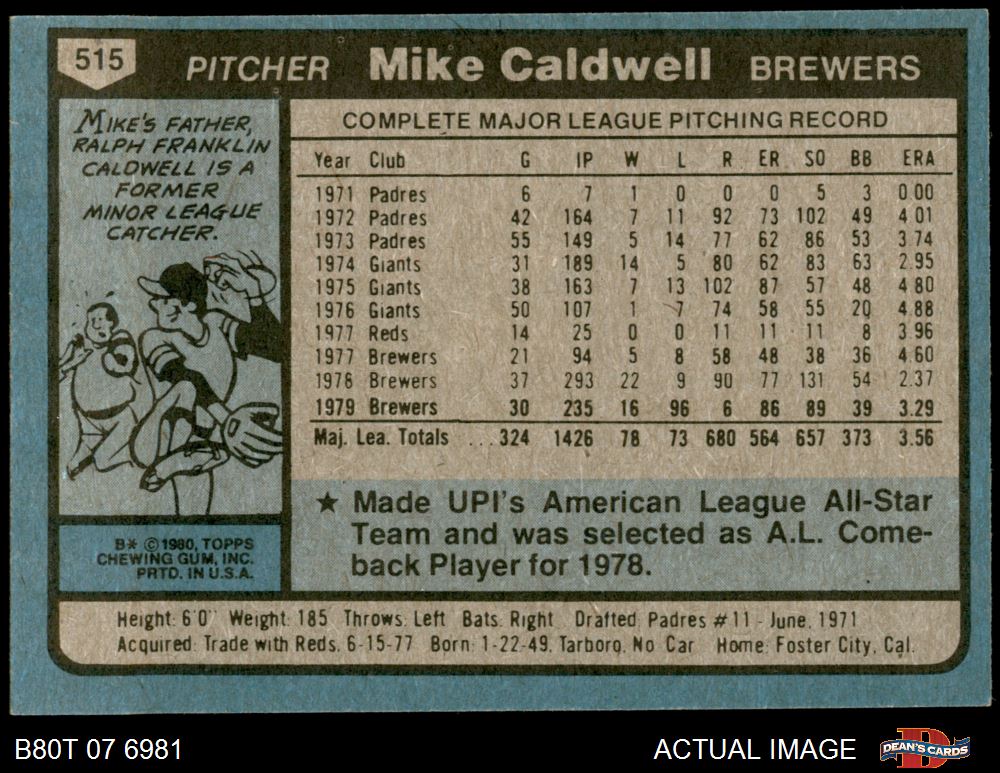 515 PITCHER Mike Caldwell BREWERS
MIKE'S FATHER,
RALPH FRANKLIN
CALDWELL IS A
FORMER
MINOR LEAGUE
CATCHER.
B* © 1980, TOPPS
CHEWING GUM, INC.
PRTD. IN U.S.A.
COMPLETE MAJOR LEAGUE PITCHING RECORD
Year Club G IP W L R ER SO BB ERA
1971 Padres 6 7 1 0 0 0 5 3 0.00
1972 Padres 42 164 7 11 92 73 102 49 4.01
1973 Padres 55 149 5 14 77 62 86 53 3.74
1974 Giants 31 189 14 5 80 62 83 63 2.95
1975 Giants 38 163 7 13 102 87 57 48 4.80
1976 Giants 50 107 1 7 74 58 55 20 4.88
1977 Reds 14 25 0 0 11 11 11 8 3.96
1977 Brewers 21 94 5 8 58 48 38 36 4.60
1978 Brewers 37 293 22 9 90 77 131 54 2.37
1979 Brewers 30 235 16 96 6 86 89 39 3.29
Maj. Lea. Totals ...324 1426 78 73 680 564 657 373 3.56
★ Made UPI's American League All-Star
Team and was selected as A.L. Come-
back Player for 1978.
Height: 6'0" Weight: 185 Throws: Left Bats: Right Drafted: Padres #11 - June, 1971
Acquired: Trade with Reds, 6-15-77 Born: 1-22-49, Tarboro, No. Car. Home: Foster City, Cal.
B80T 07 6981 ACTUAL IMAGE DEAN'S CARDS